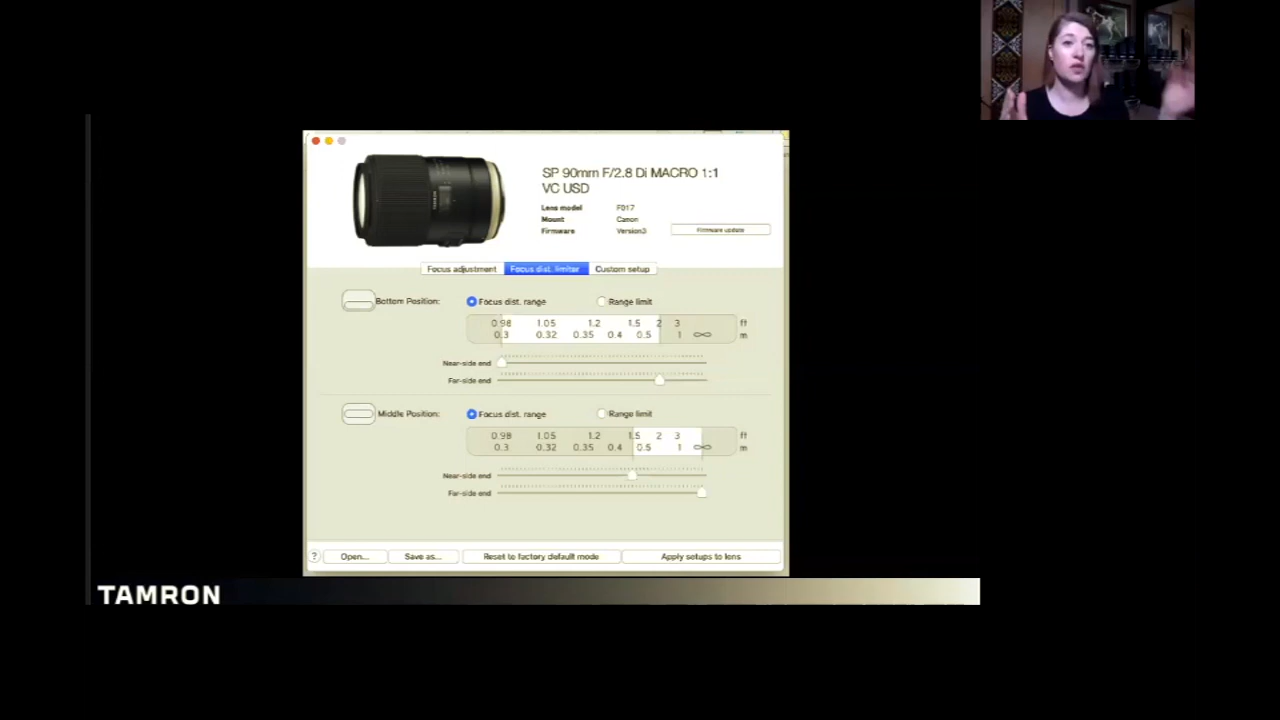 SP 90mm F/2.8 Di MACRO 1:1
VC USD
Lens model F017
Mount Canon
Firmware Version3
Firmware update
Focus adjustment Focus dist. limiter Custom setup
Bottom Position: Focus dist. range Range limit
0.98 1.05 1.2 1.5 2 3 ft
0.3 0.32 0.35 0.4 0.5 1 ∞ m
Near-side end
Far-side end
Middle Position: Focus dist. range Range limit
0.98 1.05 1.2 1.5 2 3 ft
0.3 0.32 0.35 0.4 0.5 1 ∞ m
Near-side end
Far-side end
? Open... Save as... Reset to factory default mode Apply setups to lens
TAMRON